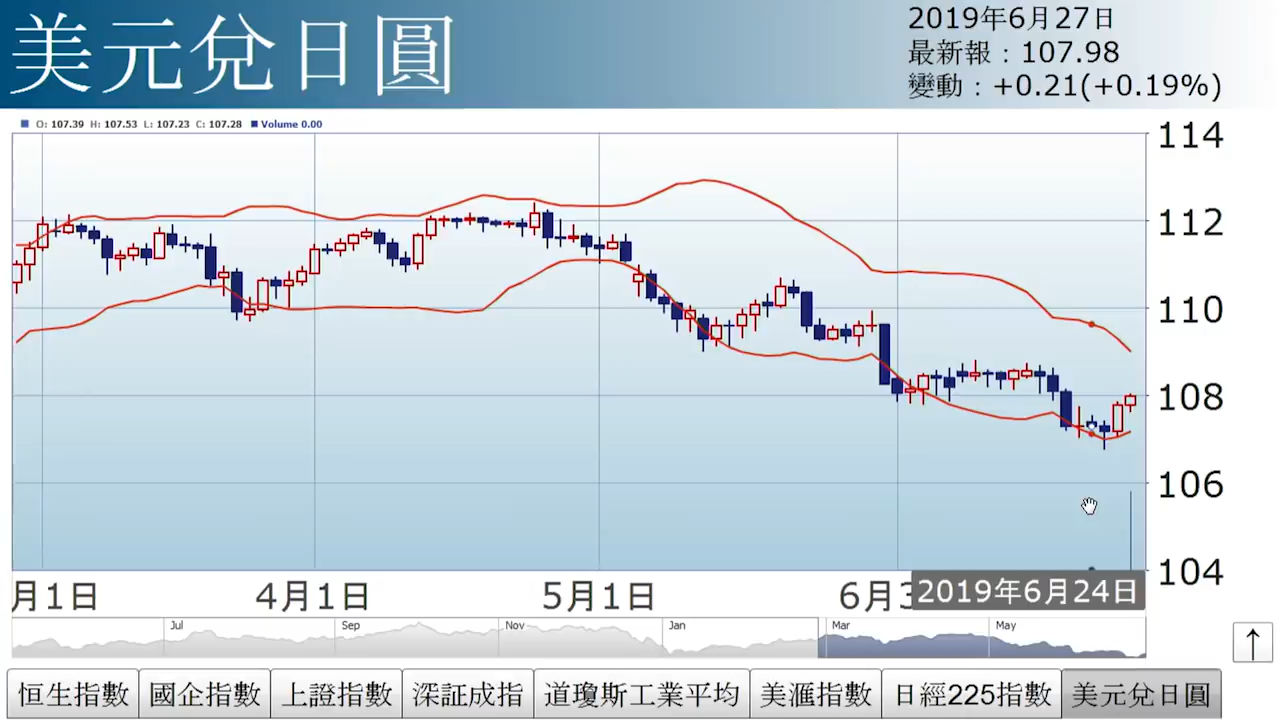 美元兌日圓
2019年6月27日
最新報：107.98
變動：+0.21(+0.19%)
O: 107.39 H: 107.53 L: 107.23 C: 107.28 Volume 0.00
114
112
110
108
106
104
月1日 4月1日 5月1日 6月3 2019年6月24日
Jul Sep Nov Jan Mar May
↑
恒生指數 國企指數 上證指數 深証成指 道瓊斯工業平均 美滙指數 日經225指數 美元兌日圓